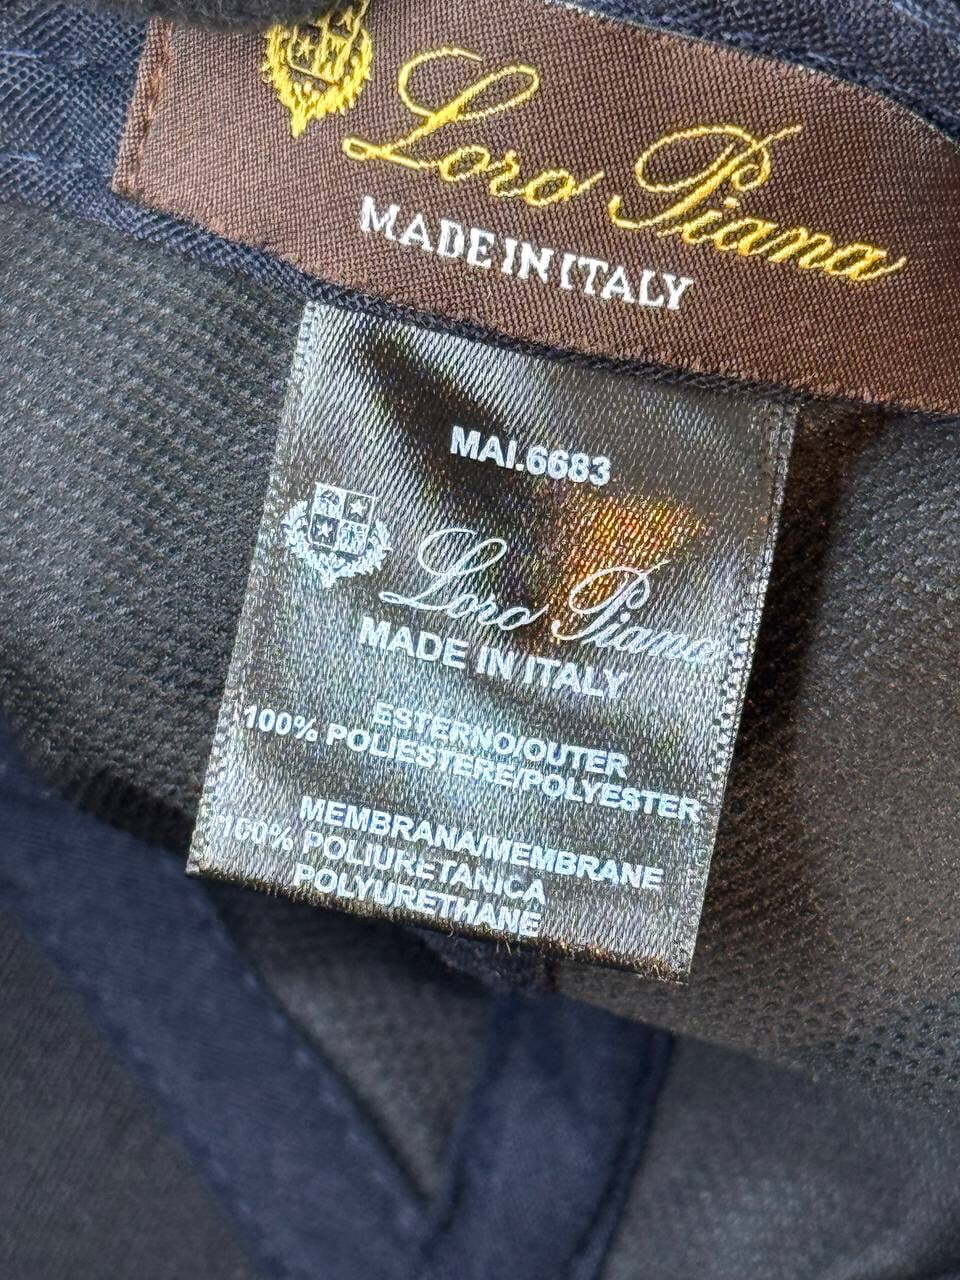 Loro Piana
MADE IN ITALY
MAI.6683
Loro Piana
MADE IN ITALY
ESTERNO/OUTER
100% POLIESTERE/POLYESTER
MEMBRANA/MEMBRANE
100% POLIURETANICA
POLYURETHANE